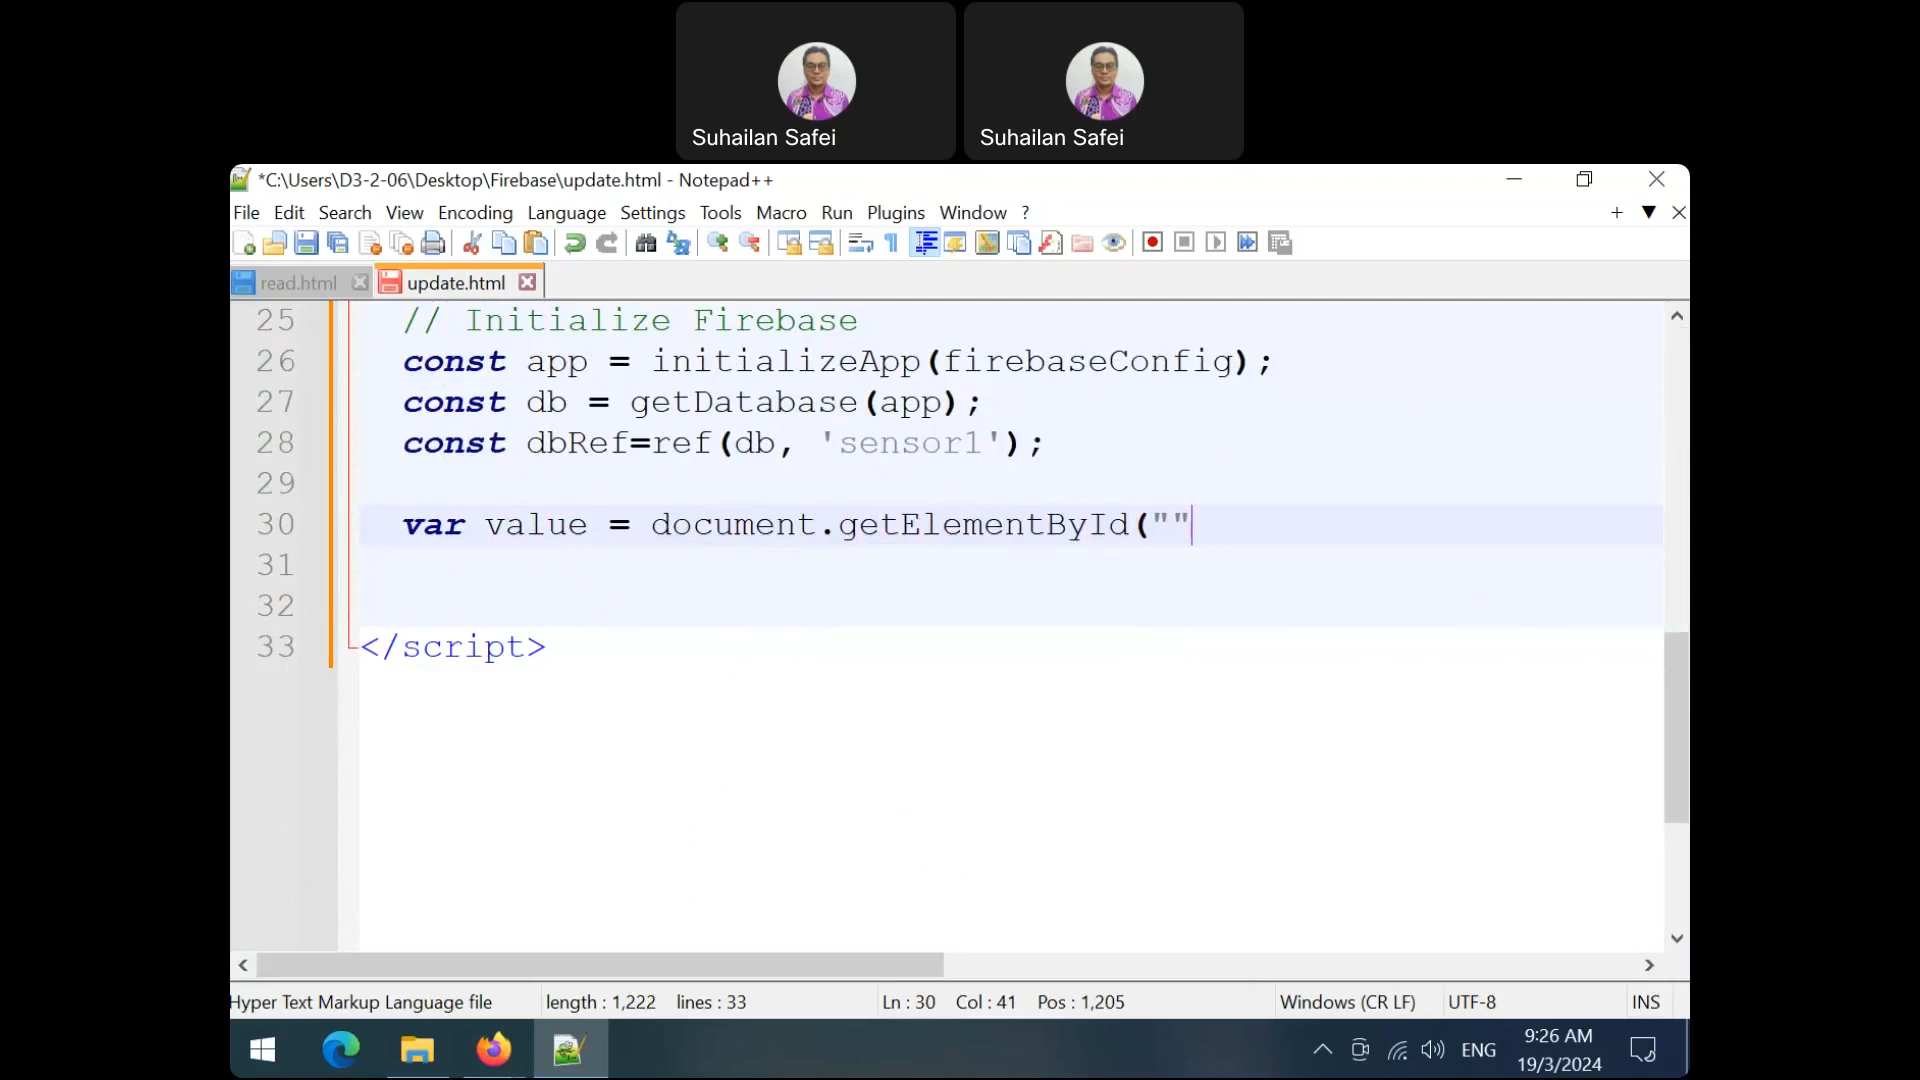 Suhailan Safei
Suhailan Safei
*C:\Users\D3-2-06\Desktop\Firebase\update.html - Notepad++
File Edit Search View Encoding Language Settings Tools Macro Run Plugins Window ?
read.html
update.html
25 // Initialize Firebase
26 const app = initializeApp(firebaseConfig);
27 const db = getDatabase(app);
28 const dbRef=ref(db, 'sensor1');
29
30 var value = document.getElementById(""
31
32
33 </script>
Hyper Text Markup Language file length : 1,222 lines : 33 Ln : 30 Col : 41 Pos : 1,205 Windows (CR LF) UTF-8 INS
ENG
9:26 AM
19/3/2024